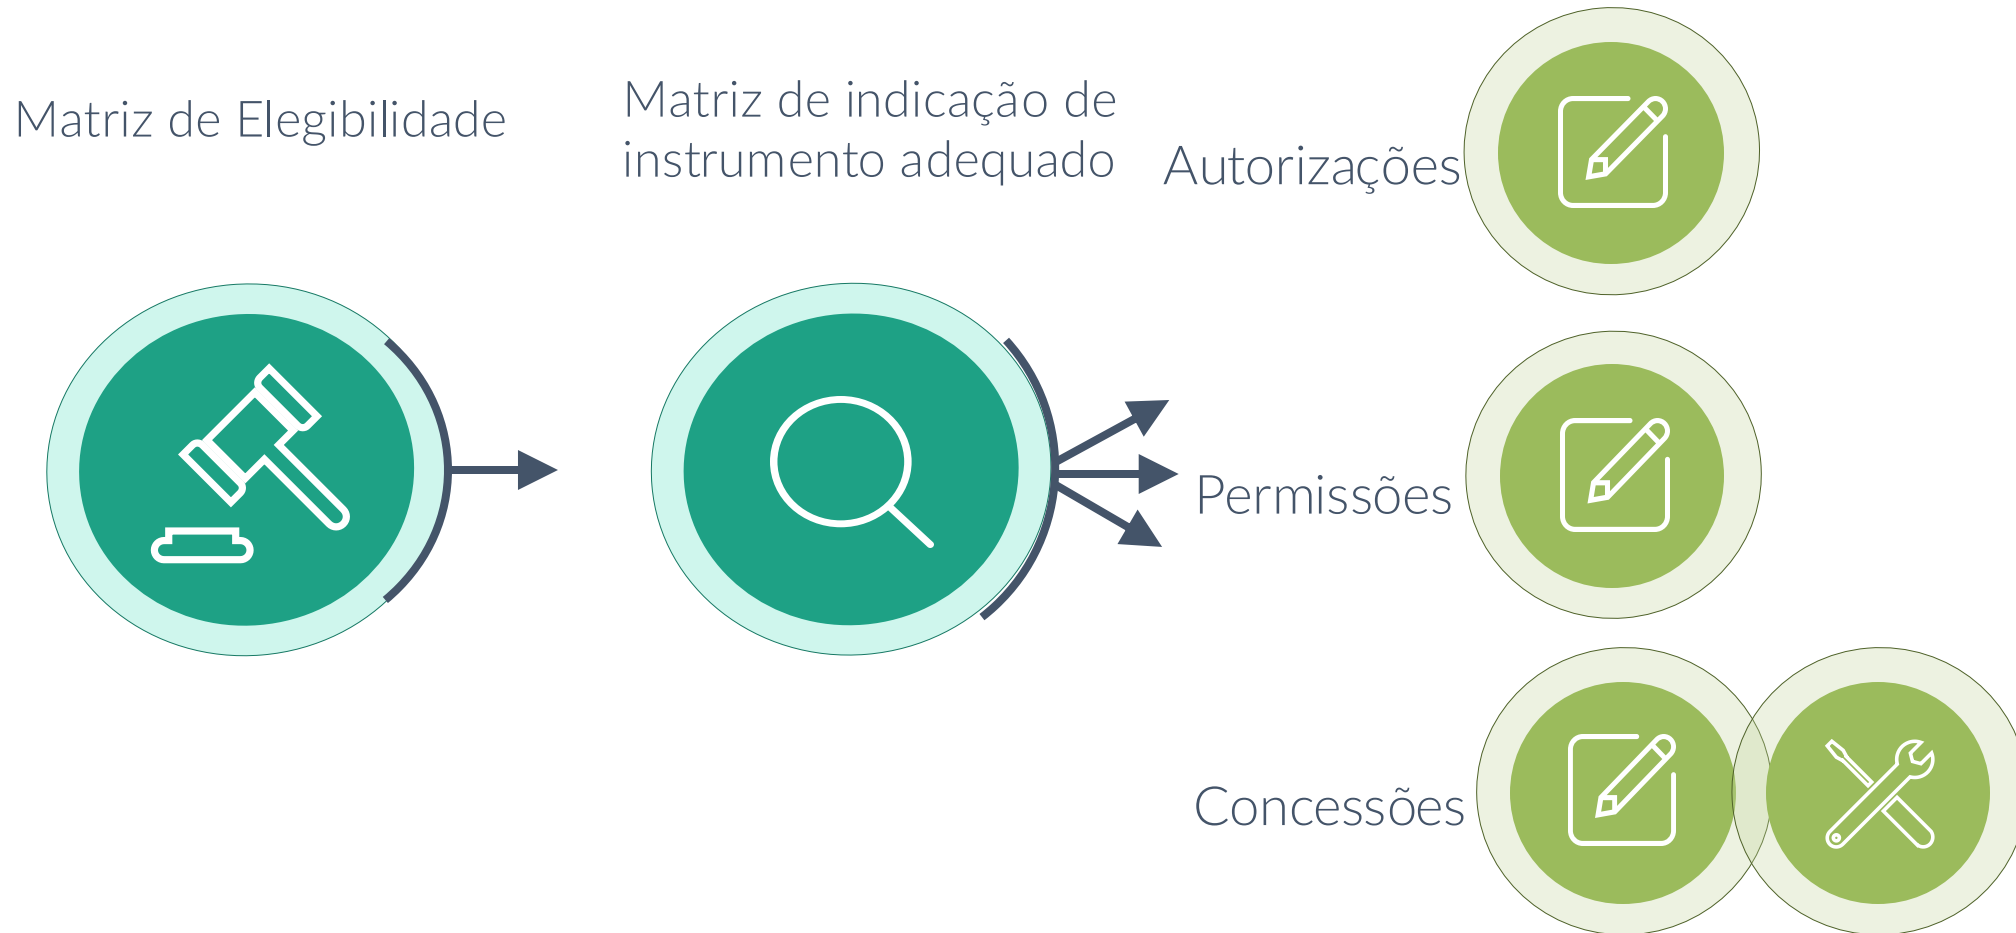 Matriz de Elegibilidade
Matriz de indicação de
instrumento adequado
Autorizações
Permissões
Concessões